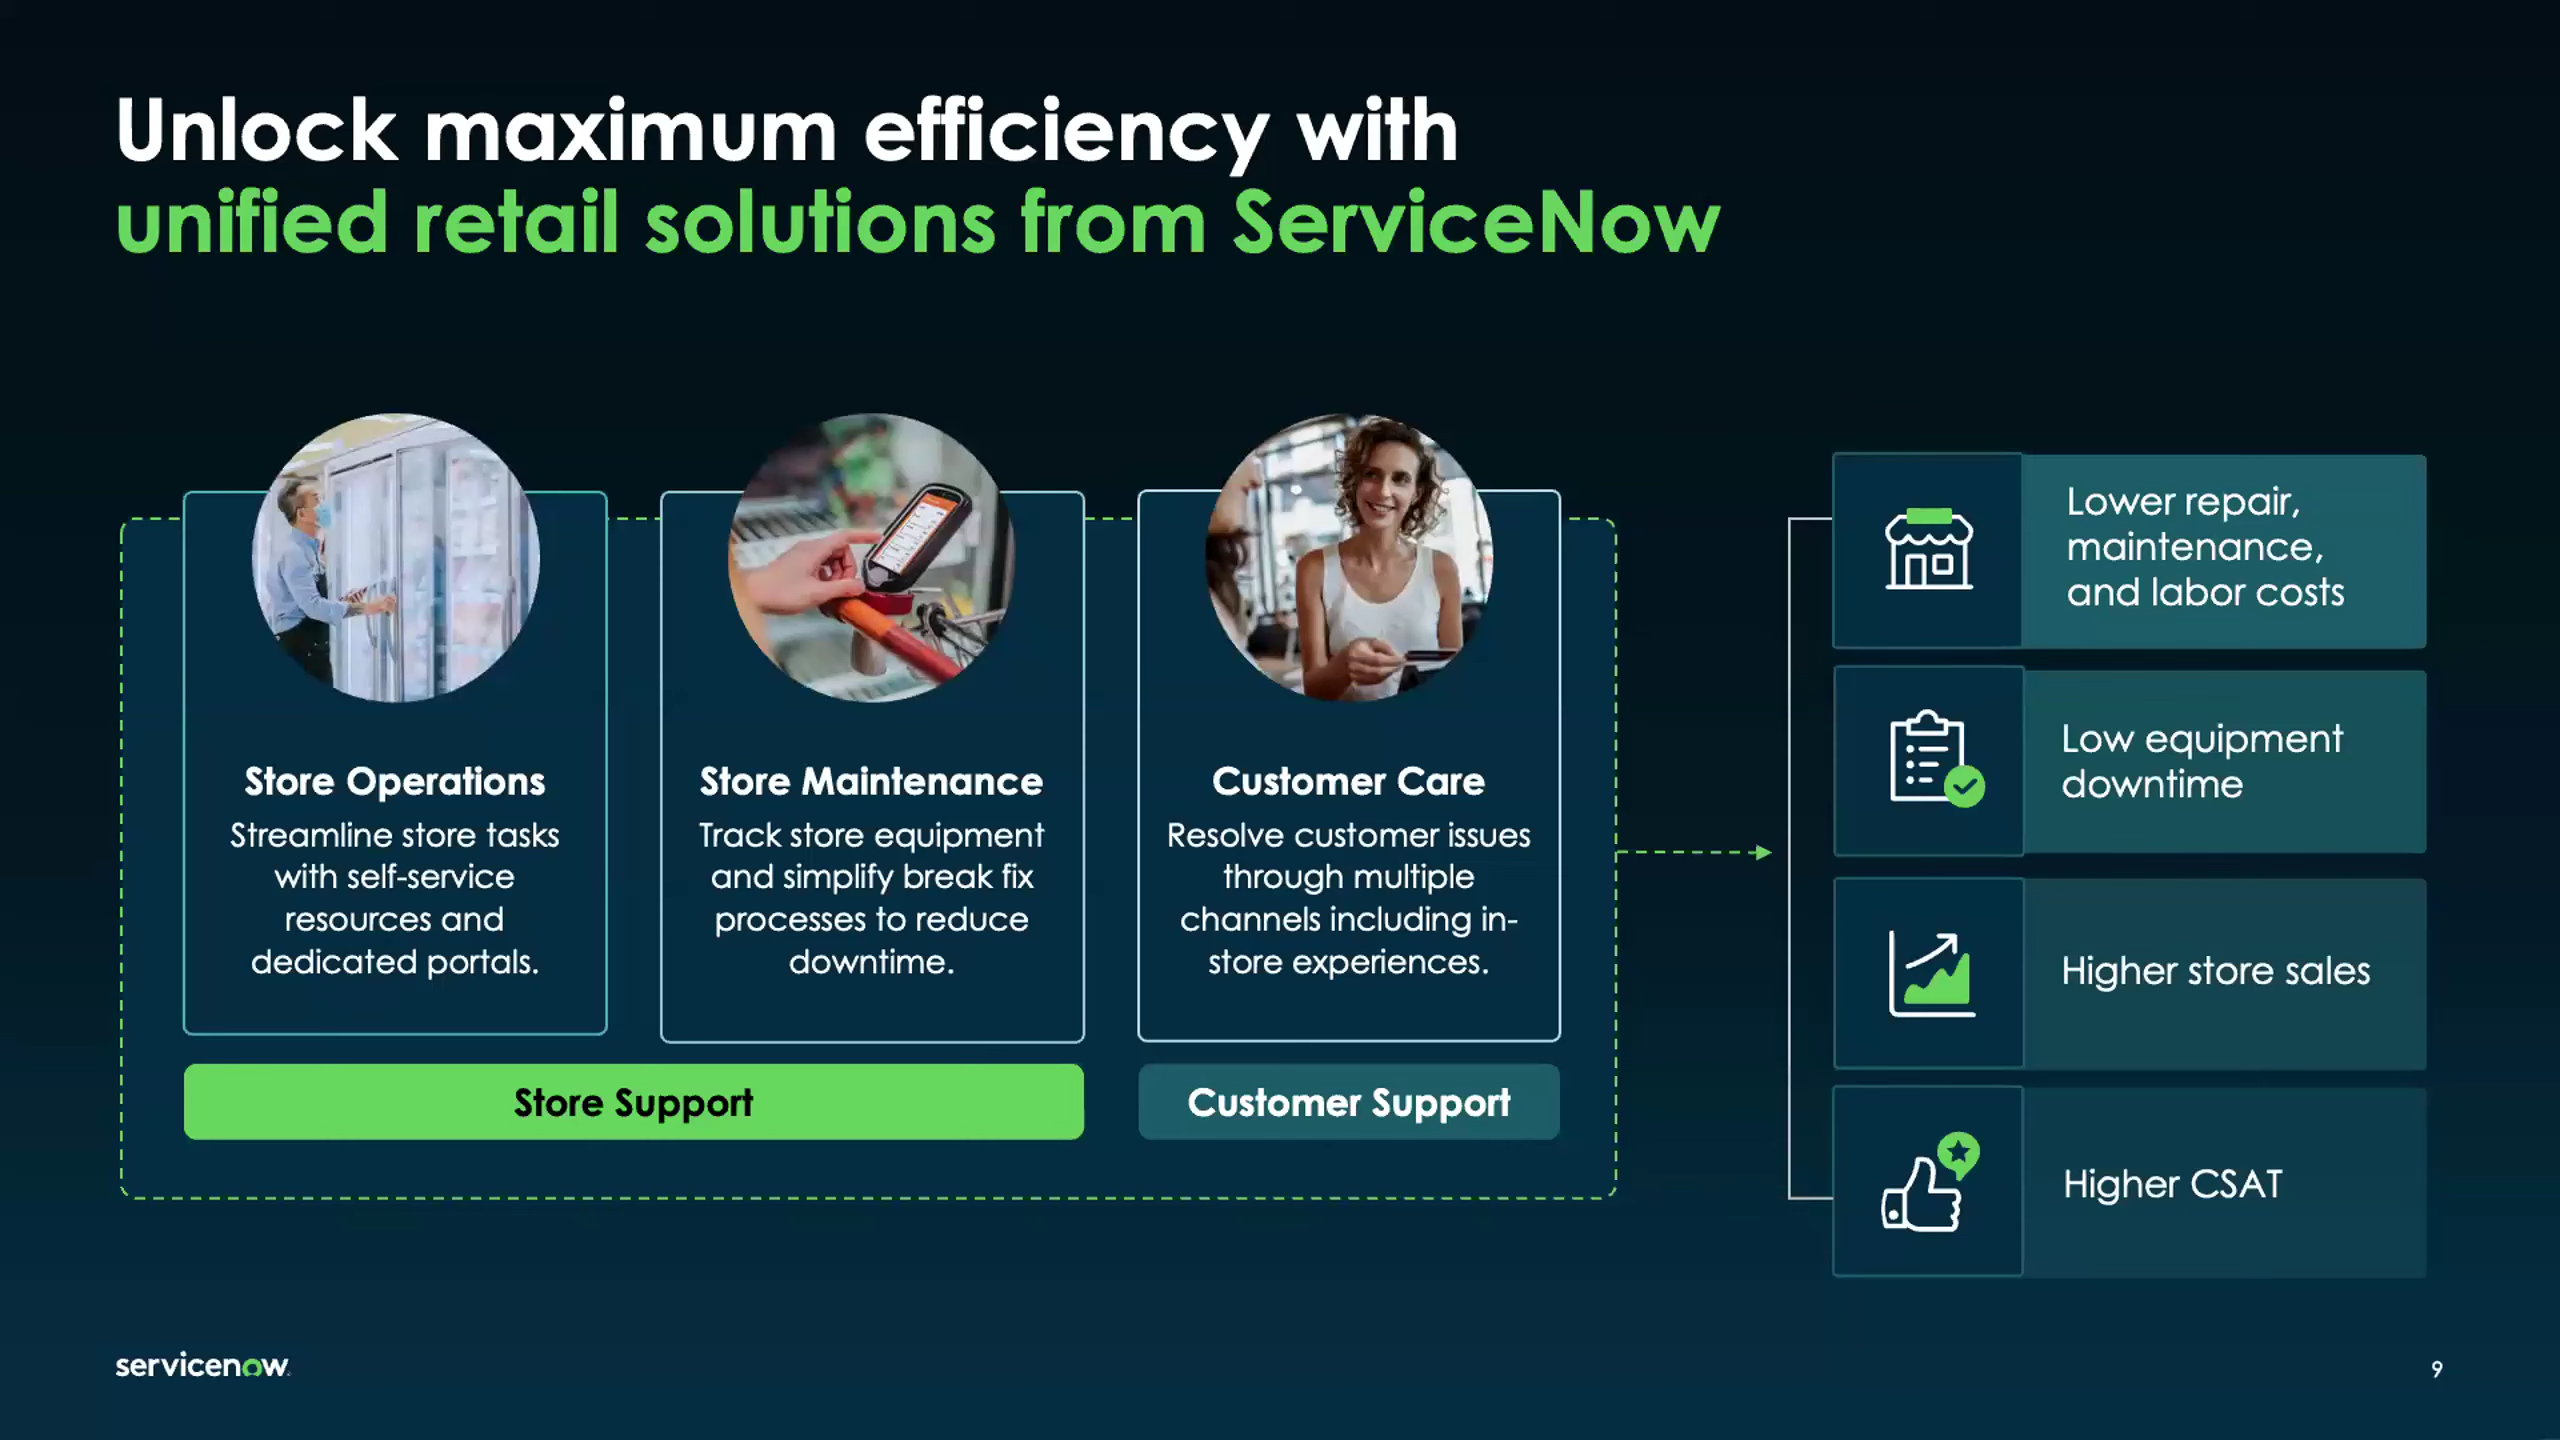 Unlock maximum efficiency with
unified retail solutions from ServiceNow
Store Operations
Streamline store tasks
with self-service
resources and
dedicated portals.
Store Maintenance
Track store equipment
and simplify break fix
processes to reduce
downtime.
Customer Care
Resolve customer issues
through multiple
channels including in-
store experiences.
Store Support
Customer Support
Lower repair,
maintenance,
and labor costs
Low equipment
downtime
Higher store sales
Higher CSAT
servicenow
9